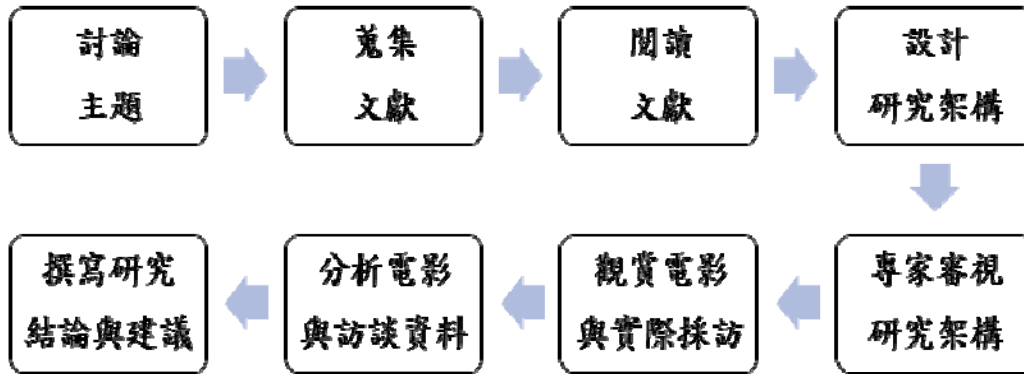 討論
主題
蒐集
文獻
閱讀
文獻
設計
研究架構
專家審視
研究架構
觀賞電影
與實際採訪
分析電影
與訪談資料
撰寫研究
結論與建議